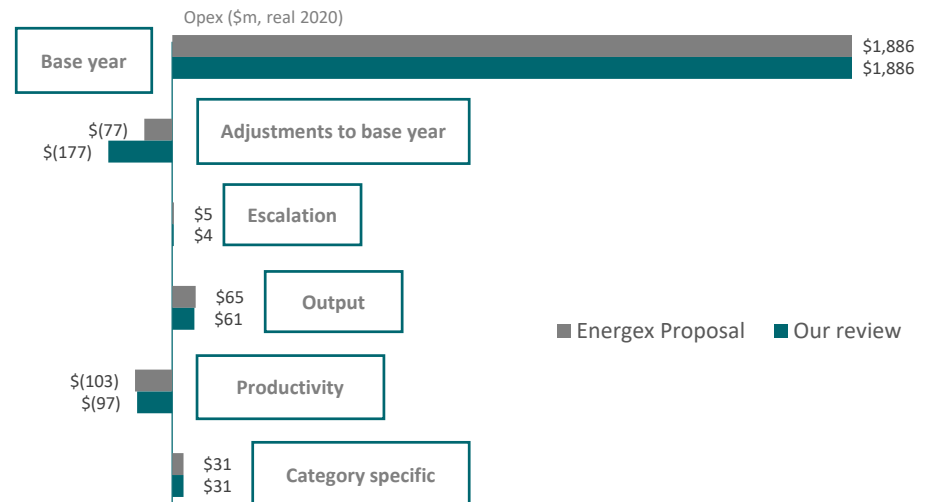 Opex ($m, real 2020)
Base year
$1,886
$1,886
$(77)
$(177)
Adjustments to base year
$5
$4
Escalation
$65
$61
Output
Energex Proposal
Our review
$(103)
$(97)
Productivity
$31
$31
Category specific